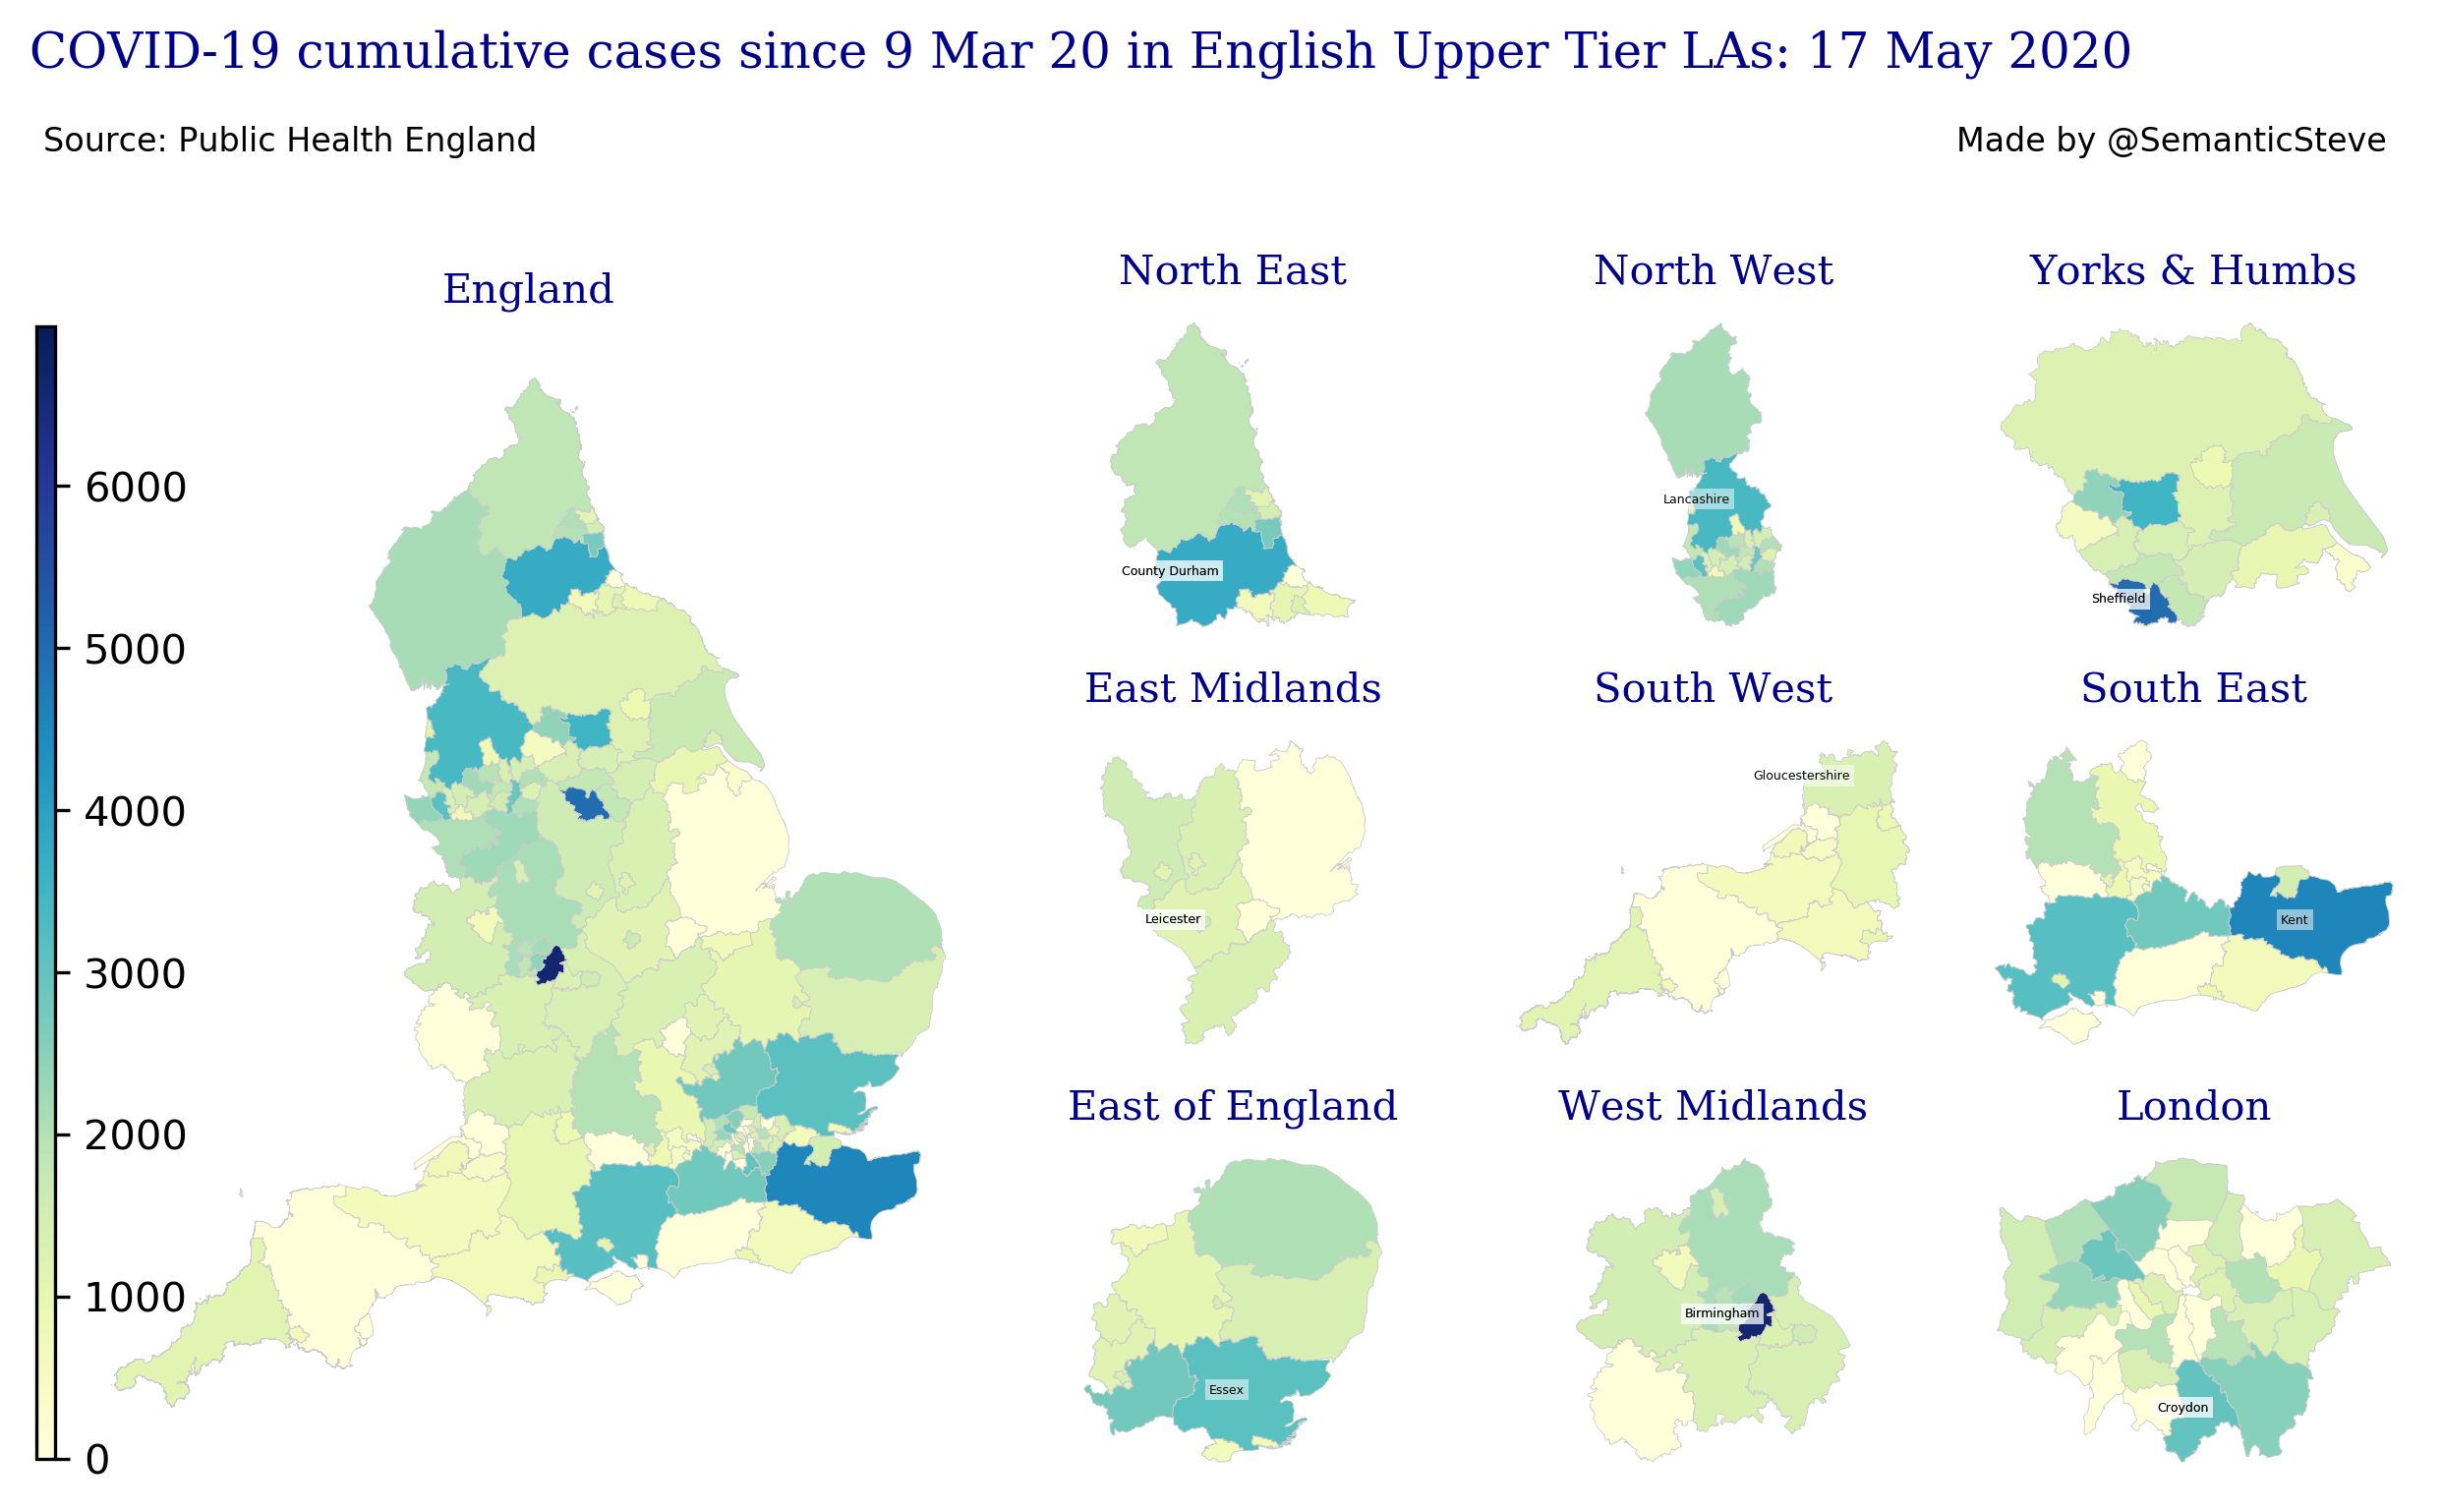 COVID-19 cumulative cases since 9 Mar 20 in English Upper Tier LAs: 17 May 2020
Source: Public Health England
Made by @SemanticSteve
England
6000
5000
4000
3000
2000
1000
0
North East
County Durham
North West
Lancashire
Yorks & Humbs
Sheffield
East Midlands
Leicester
South West
Gloucestershire
South East
Kent
East of England
Essex
West Midlands
Birmingham
London
Croydon